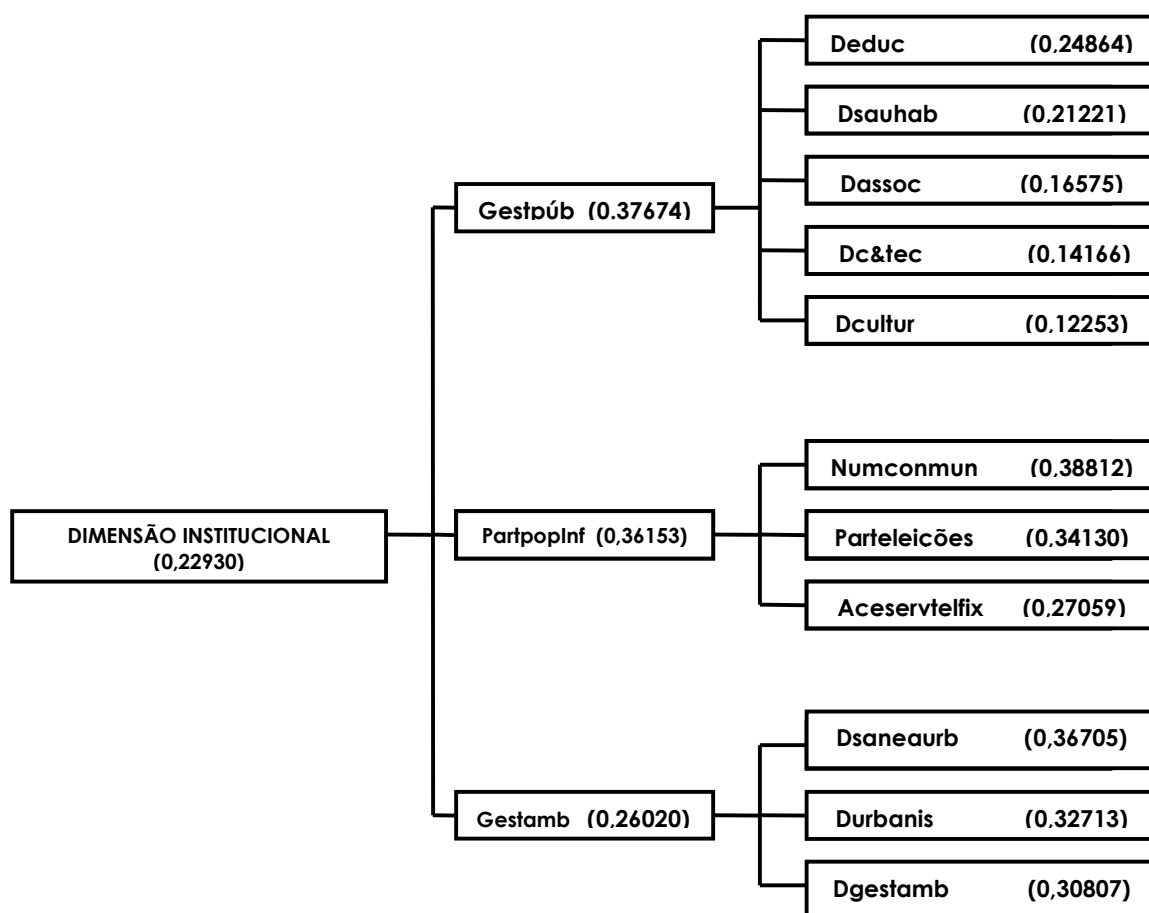 Deduc (0,24864)
Dsauhab (0,21221)
Dassoc (0,16575)
Gestpúb (0,37674)
Dc&tec (0,14166)
Dcultur (0,12253)
Numconmun (0,38812)
DIMENSÃO INSTITUCIONAL
(0,22930)
PartpopInf (0,36153)
Parteleicões (0,34130)
Aceservtelfix (0,27059)
Dsaneaurb (0,36705)
Gestamb (0,26020)
Durbanis (0,32713)
Dgestamb (0,30807)